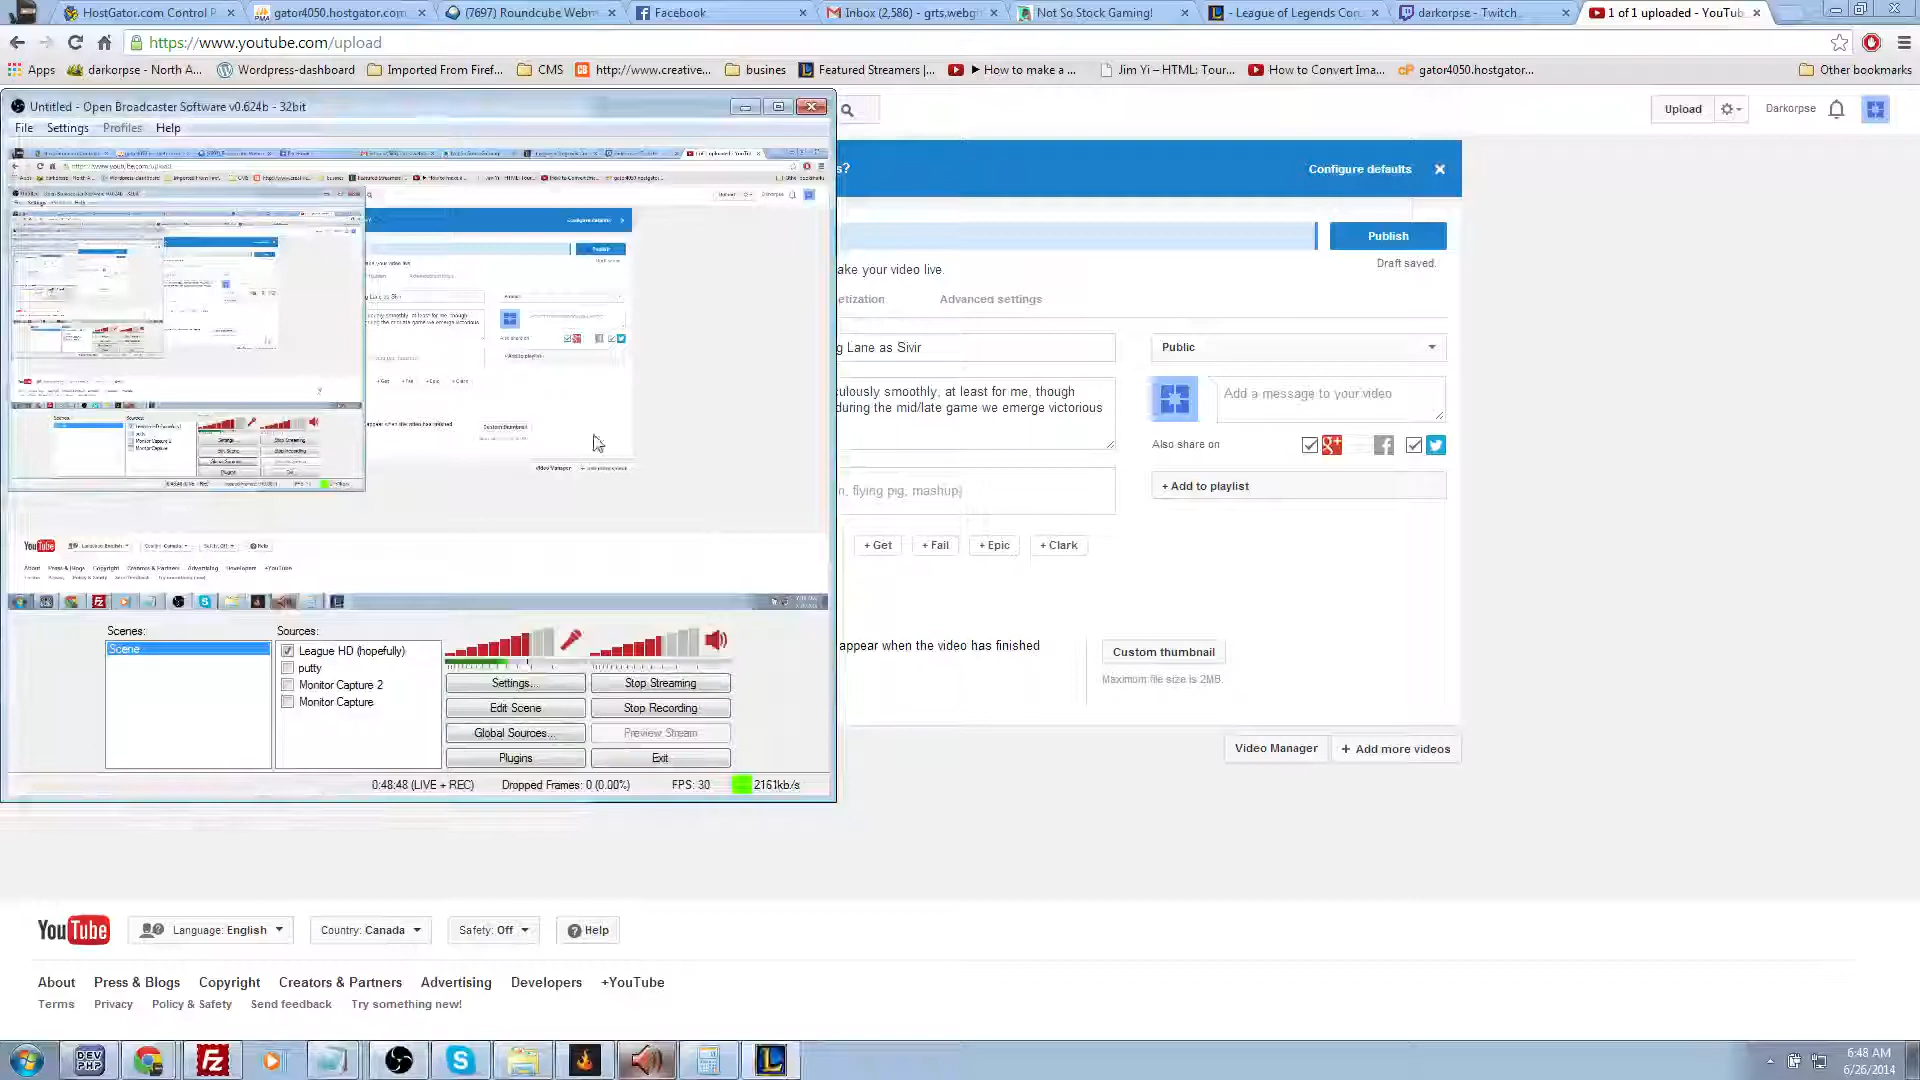 HostGator.com Control P
gator4050.hostgator.com
(7697) Roundcube Webm
Facebook
Inbox (2,586) - grts.webg
Not So Stock Gaming!
- League of Legends Con
darkorpse - Twitch
1 of 1 uploaded - YouTub
https://www.youtube.com/upload
Apps
darkorpse - North A...
Wordpress-dashboard
Imported From Firef...
CMS
http://www.creative...
busines
Featured Streamers |...
► How to make a ...
Jim Yi – HTML: Tour...
How to Convert Ima...
gator4050.hostgator...
Other bookmarks
Untitled - Open Broadcaster Software v0.624b - 32bit
File Settings Profiles Help
Upload
Darkorpse
s?
Configure defaults
Publish
Draft saved.
ake your video live.
etization
Advanced settings
g Lane as Sivir
Public
culously smoothly, at least for me, though
during the mid/late game we emerge victorious
Add a message to your video
Also share on
+ Add to playlist
n, flying pig, mashup)
+ Get
+ Fail
+ Epic
+ Clark
appear when the video has finished
Custom thumbnail
Maximum file size is 2MB.
Video Manager
+ Add more videos
Scenes:
Scene
Sources:
League HD (hopefully)
putty
Monitor Capture 2
Monitor Capture
Settings...
Stop Streaming
Edit Scene
Stop Recording
Global Sources...
Preview Stream
Plugins
Exit
0:48:48 (LIVE + REC)
Dropped Frames: 0 (0.00%)
FPS: 30
2161kb/s
YouTube
Language: English
Country: Canada
Safety: Off
Help
About Press & Blogs Copyright Creators & Partners Advertising Developers +YouTube
Terms Privacy Policy & Safety Send feedback Try something new!
DEV
PHP
6:48 AM
6/26/2014